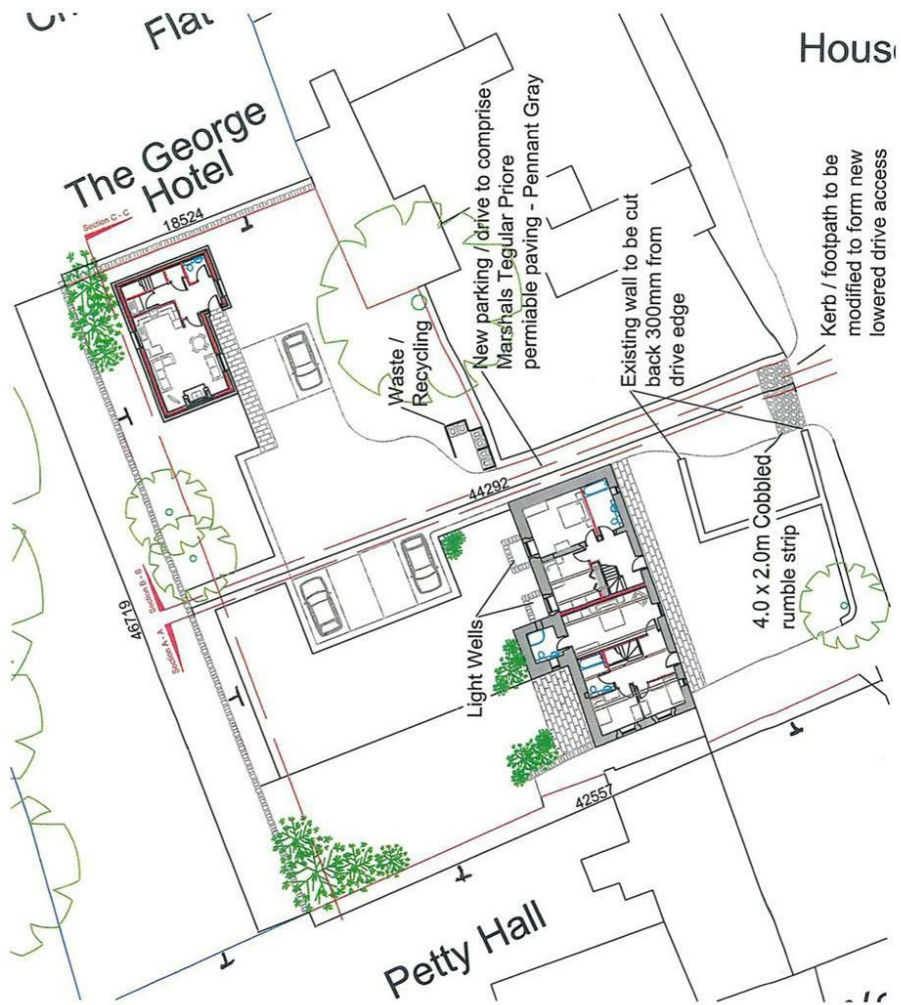 Flat
The George
Hotel
Hous
Section C - C
18524
New parking / drive to comprise
Marshals Tegular Priore
permiable paving - Pennant Gray
Waste /
Recycling
Existing wall to be cut
back 300mm from
drive edge
Kerb / footpath to be
modified to form new
lowered drive access
46719
Section B - B
Section A - A
44292
Light Wells
4.0 x 2.0m Cobbled
rumble strip
42557
Petty Hall